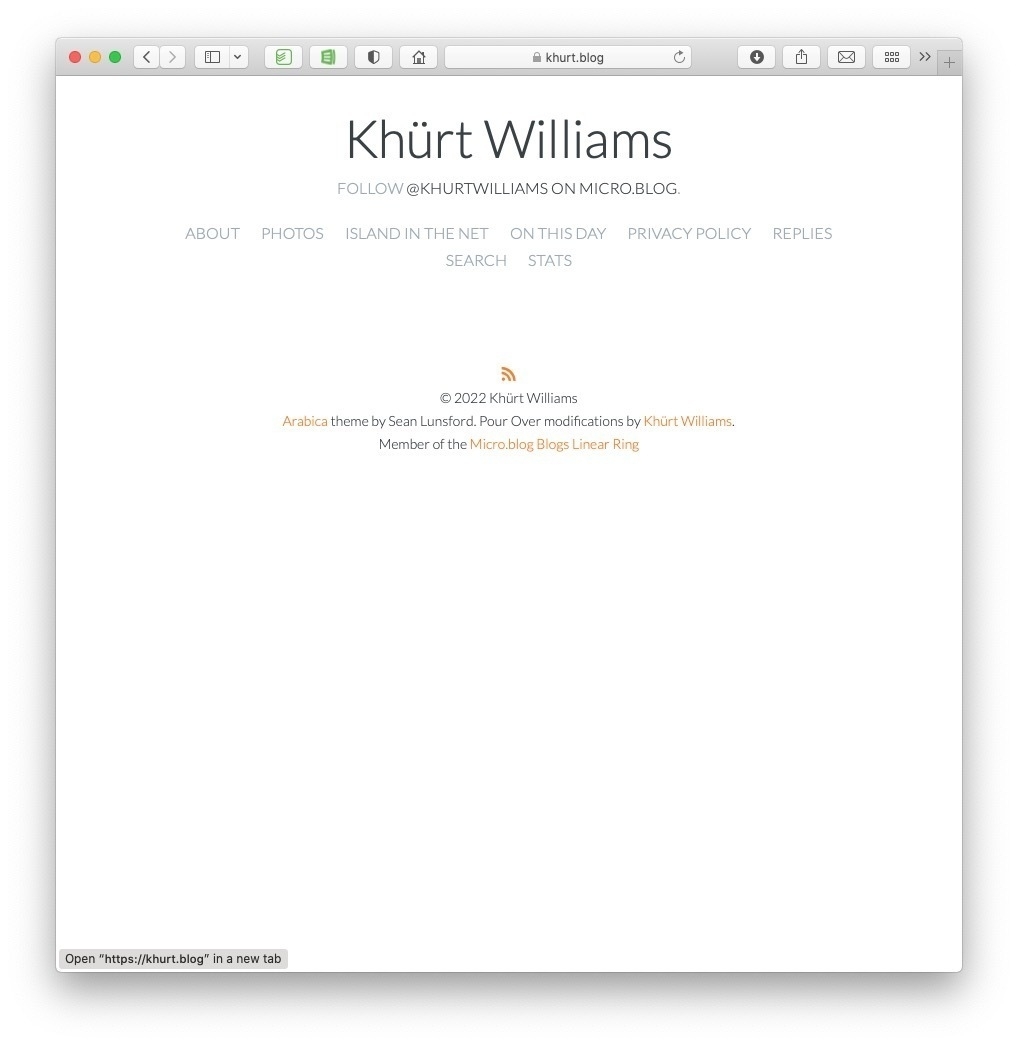 khurt.blog
Khürt Williams
FOLLOW @KHURTWILLIAMS ON MICRO.BLOG.
ABOUT PHOTOS ISLAND IN THE NET ON THIS DAY PRIVACY POLICY REPLIES
SEARCH STATS
© 2022 Khürt Williams
Arabica theme by Sean Lunsford. Pour Over modifications by Khürt Williams.
Member of the Micro.blog Blogs Linear Ring
Open “https://khurt.blog” in a new tab